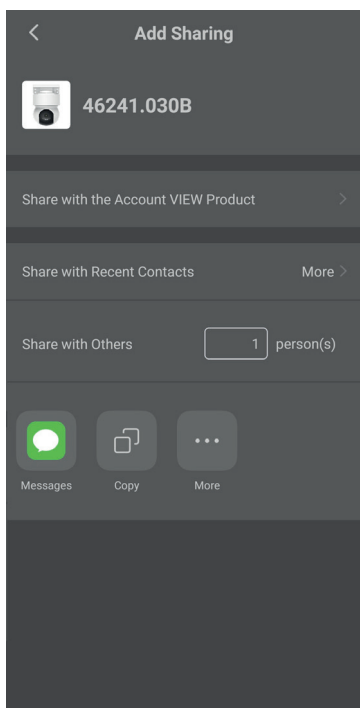 Add Sharing
46241.030B
Share with the Account VIEW Product
Share with Recent Contacts More
Share with Others 1 person(s)
Messages Copy More